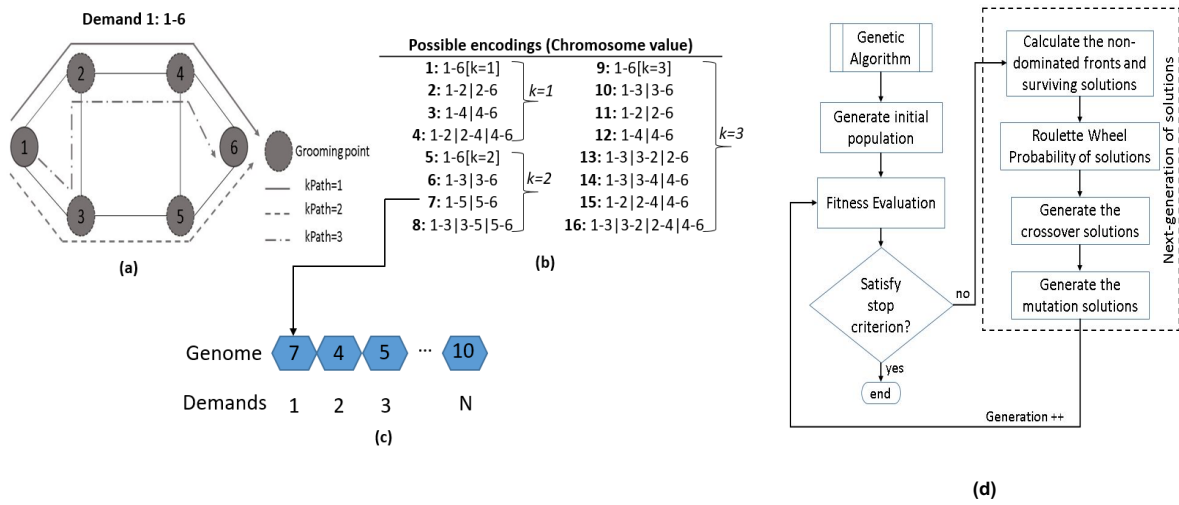 Demand 1: 1-6
2
4
1
6
3
5
Grooming point
kPath=1
kPath=2
kPath=3
(a)
Possible encodings (Chromosome value)
1: 1-6[k=1]
2: 1-2|2-6
3: 1-4|4-6
4: 1-2|2-4|4-6
k=1
5: 1-6[k=2]
6: 1-3|3-6
7: 1-5|5-6
8: 1-3|3-5|5-6
k=2
9: 1-6[k=3]
10: 1-3|3-6
11: 1-2|2-6
12: 1-4|4-6
13: 1-3|3-2|2-6
14: 1-3|3-4|4-6
15: 1-2|2-4|4-6
16: 1-3|3-2|2-4|4-6
k=3
(b)
Genome 7 4 5 ... 10
Demands 1 2 3 N
(c)
Genetic
Algorithm
Generate initial
population
Fitness Evaluation
Satisfy
stop
criterion?
no
yes
end
Calculate the non-
dominated fronts and
surviving solutions
Roulette Wheel
Probability of solutions
Generate the
crossover solutions
Generate the
mutation solutions
Next-generation of solutions
Generation ++
(d)